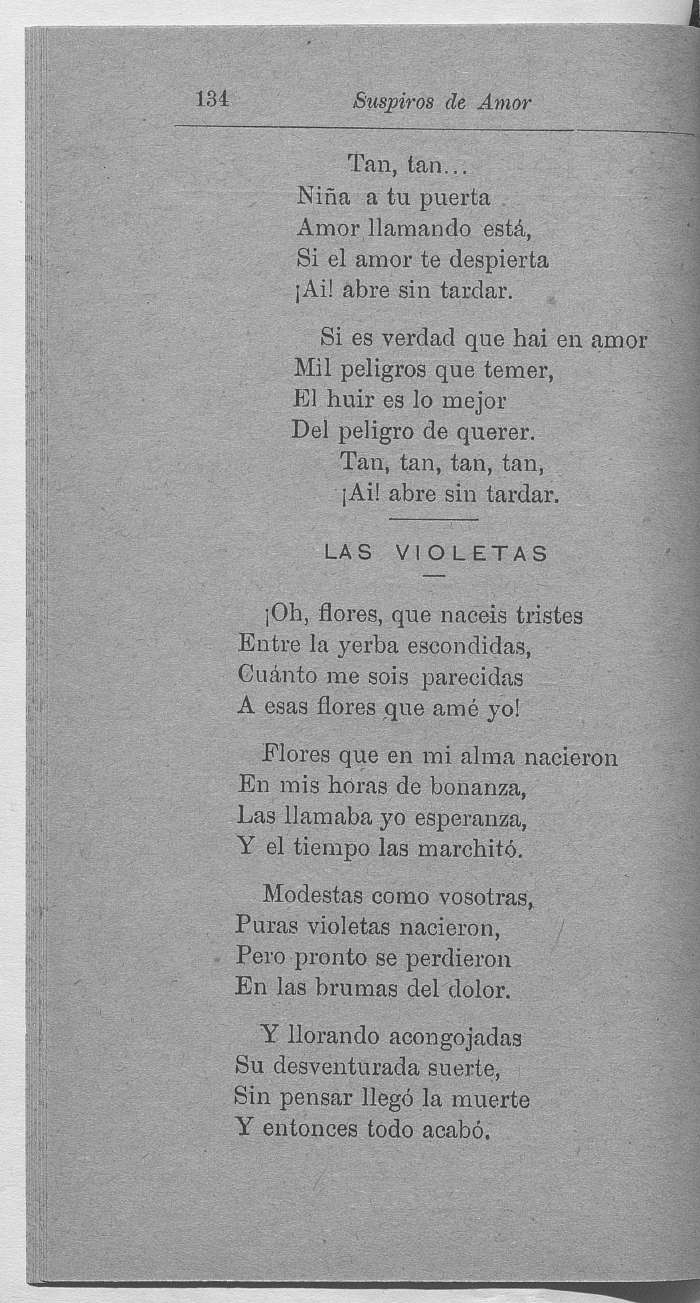 134 Suspiros de Amor
Tan, tan...
Niña a tu puerta
Amor llamando está,
Si el amor te despierta
¡Ai! abre sin tardar.
Si es verdad que hai en amor
Mil peligros que temer,
El huir es lo mejor
Del peligro de querer.
Tan, tan, tan, tan,
¡Ai! abre sin tardar.
LAS VIOLETAS
¡Oh, flores, que naceis tristes
Entre la yerba escondidas,
Cuánto me sois parecidas
A esas flores que amé yo!
Flores que en mi alma nacieron
En mis horas de bonanza,
Las llamaba yo esperanza,
Y el tiempo las marchitó.
Modestas como vosotras,
Puras violetas nacieron,
Pero pronto se perdieron
En las brumas del dolor.
Y llorando acongojadas
Su desventurada suerte,
Sin pensar llegó la muerte
Y entonces todo acabó.